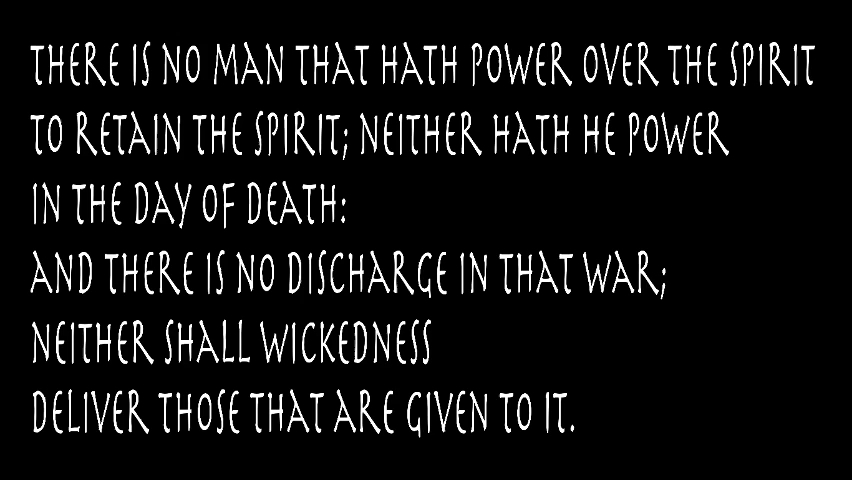 THERE IS NO MAN THAT HATH POWER OVER THE SPIRIT
TO RETAIN THE SPIRIT; NEITHER HATH HE POWER
IN THE DAY OF DEATH:
AND THERE IS NO DISCHARGE IN THAT WAR;
NEITHER SHALL WICKEDNESS
DELIVER THOSE THAT ARE GIVEN TO IT.